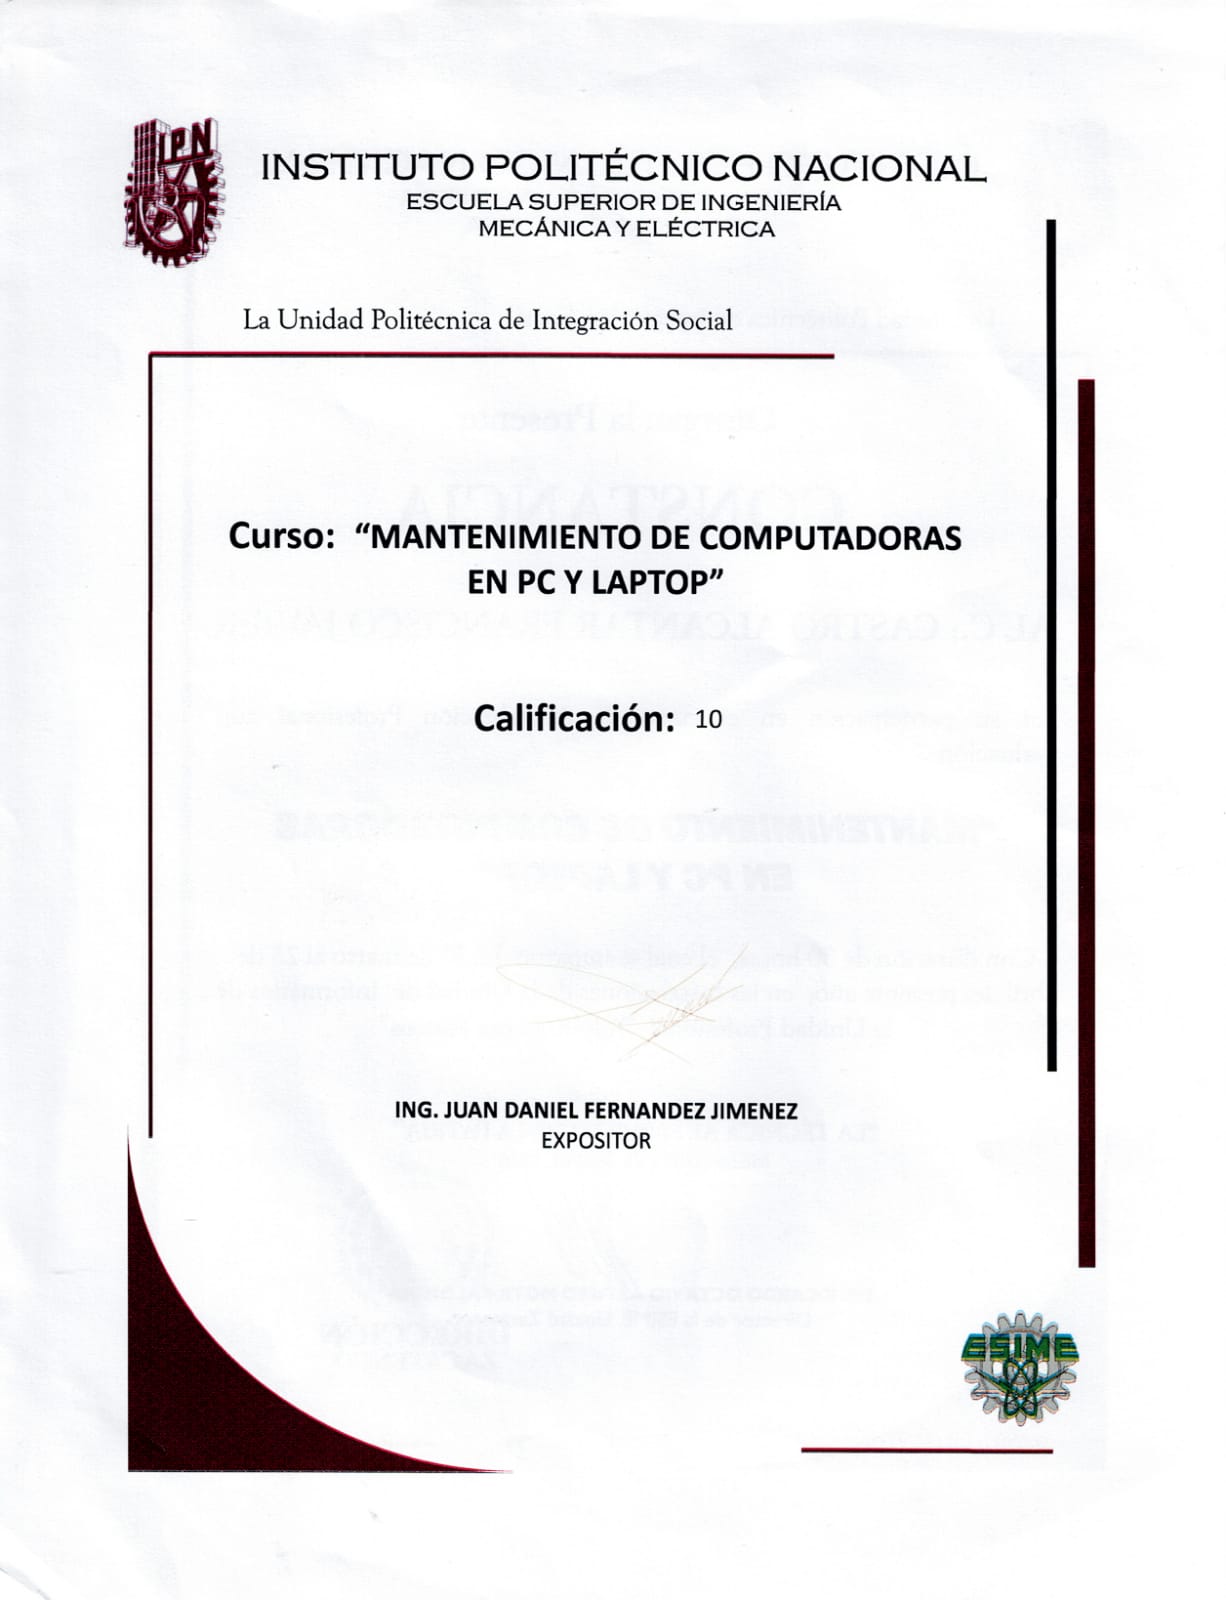 IPN
INSTITUTO POLITÉCNICO NACIONAL
ESCUELA SUPERIOR DE INGENIERÍA
MECÁNICA Y ELÉCTRICA
La Unidad Politécnica de Integración Social
Curso: “MANTENIMIENTO DE COMPUTADORAS
EN PC Y LAPTOP”
Calificación: 10
ING. JUAN DANIEL FERNANDEZ JIMENEZ
EXPOSITOR
ESIME